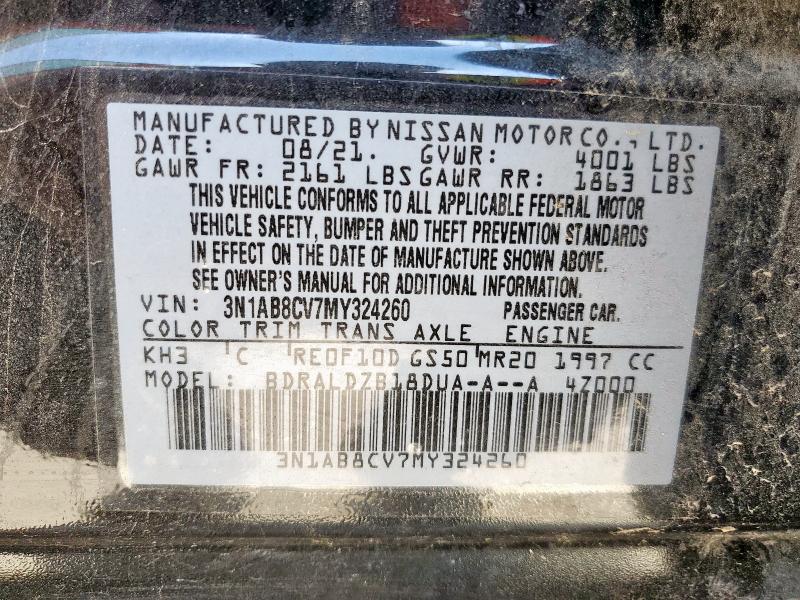 MANUFACTURED BY NISSAN MOTOR CO., LTD.
DATE: 08/21. GVWR: 4001 LBS
GAWR FR: 2161 LBS GAWR RR: 1863 LBS
THIS VEHICLE CONFORMS TO ALL APPLICABLE FEDERAL MOTOR
VEHICLE SAFETY, BUMPER AND THEFT PREVENTION STANDARDS
IN EFFECT ON THE DATE OF MANUFACTURE SHOWN ABOVE.
SEE OWNER'S MANUAL FOR ADDITIONAL INFORMATION.
VIN: 3N1AB8CV7MY324260 PASSENGER CAR.
COLOR TRIM TRANS AXLE ENGINE
KH3 C RE0F10D GS50 MR20 1997 CC
MODEL: BDRALDZB18DUA-A--A 4Z000
3N1AB8CV7MY324260